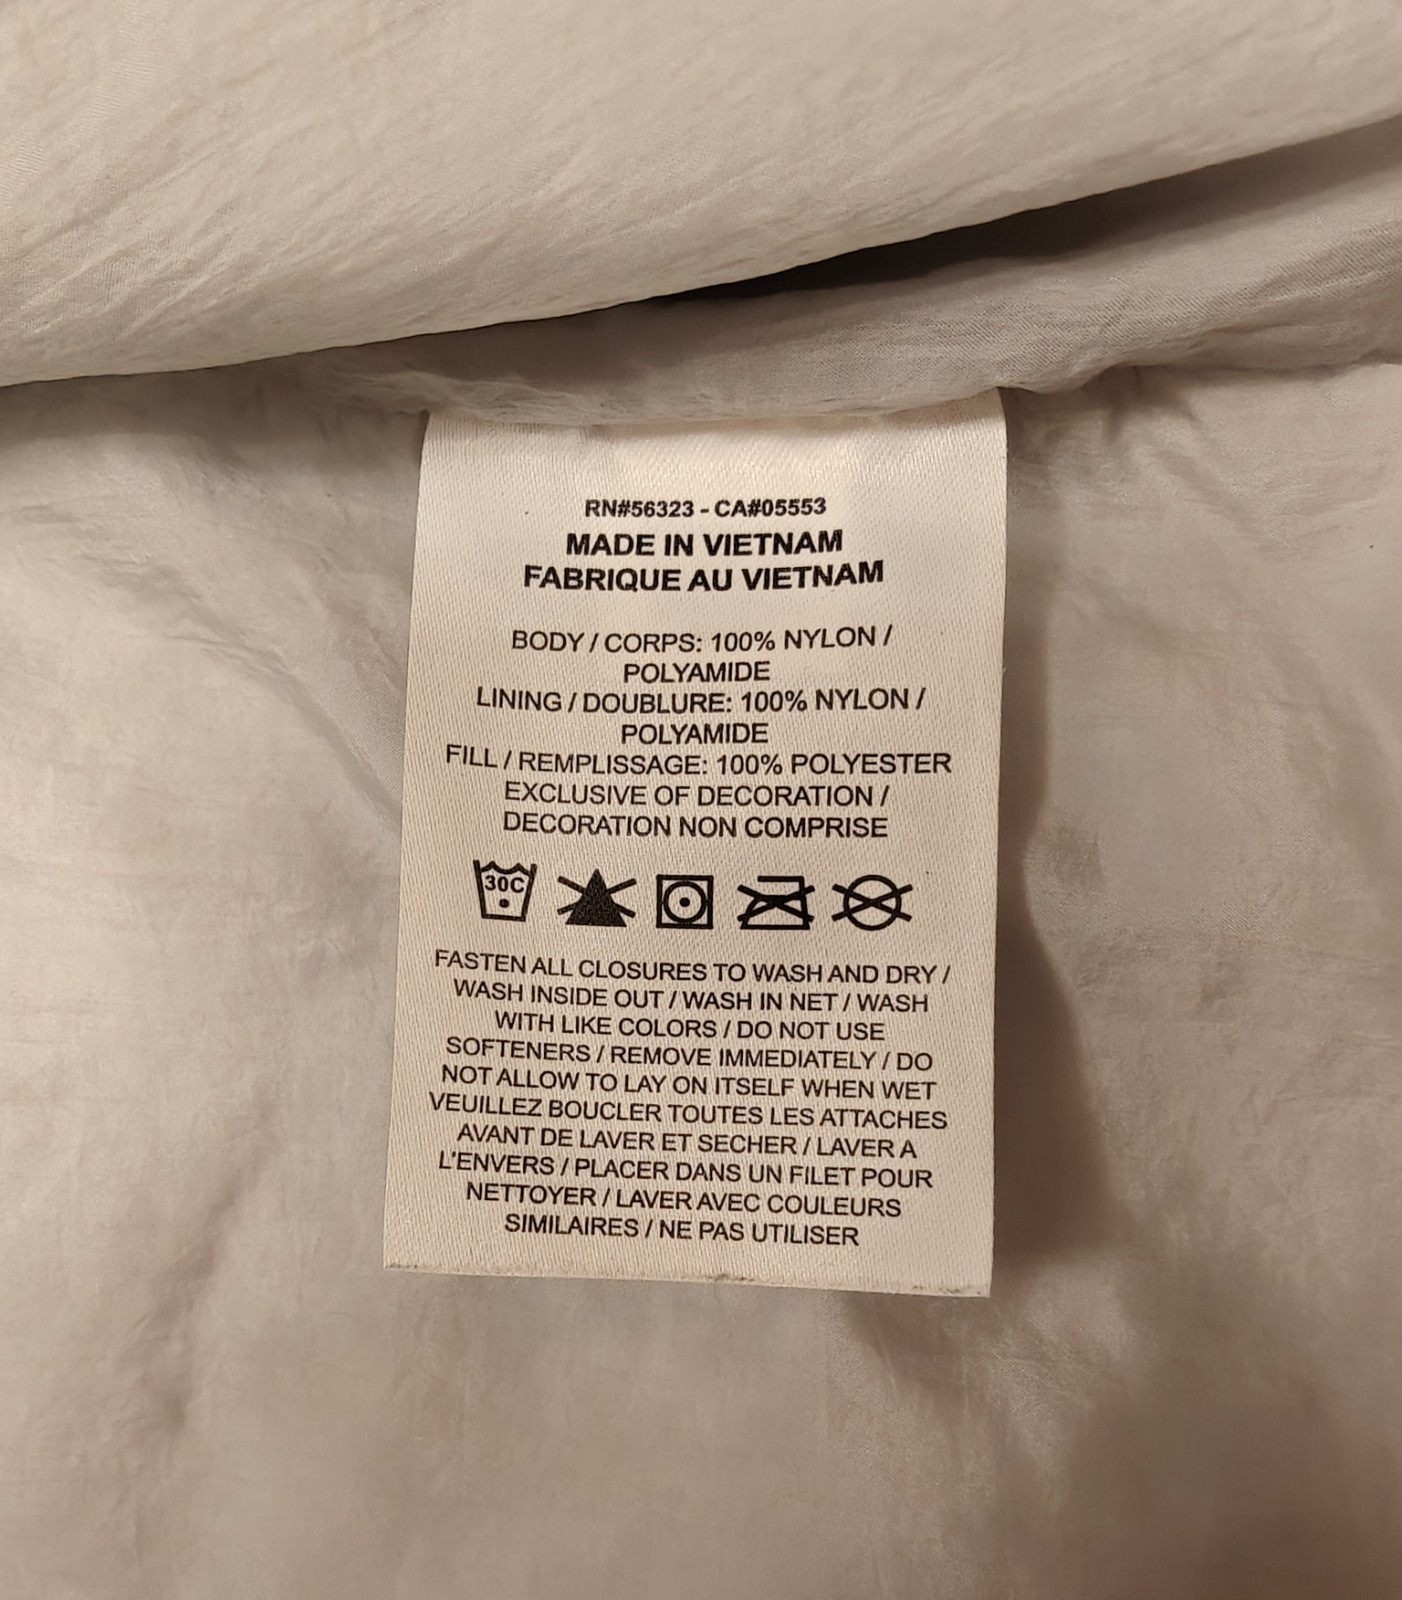 RN#56323 - CA#05553
MADE IN VIETNAM
FABRIQUE AU VIETNAM
BODY / CORPS: 100% NYLON /
POLYAMIDE
LINING / DOUBLURE: 100% NYLON /
POLYAMIDE
FILL / REMPLISSAGE: 100% POLYESTER
EXCLUSIVE OF DECORATION /
DECORATION NON COMPRISE
30C
FASTEN ALL CLOSURES TO WASH AND DRY /
WASH INSIDE OUT / WASH IN NET / WASH
WITH LIKE COLORS / DO NOT USE
SOFTENERS / REMOVE IMMEDIATELY / DO
NOT ALLOW TO LAY ON ITSELF WHEN WET
VEUILLEZ BOUCLER TOUTES LES ATTACHES
AVANT DE LAVER ET SECHER / LAVER A
L'ENVERS / PLACER DANS UN FILET POUR
NETTOYER / LAVER AVEC COULEURS
SIMILAIRES / NE PAS UTILISER